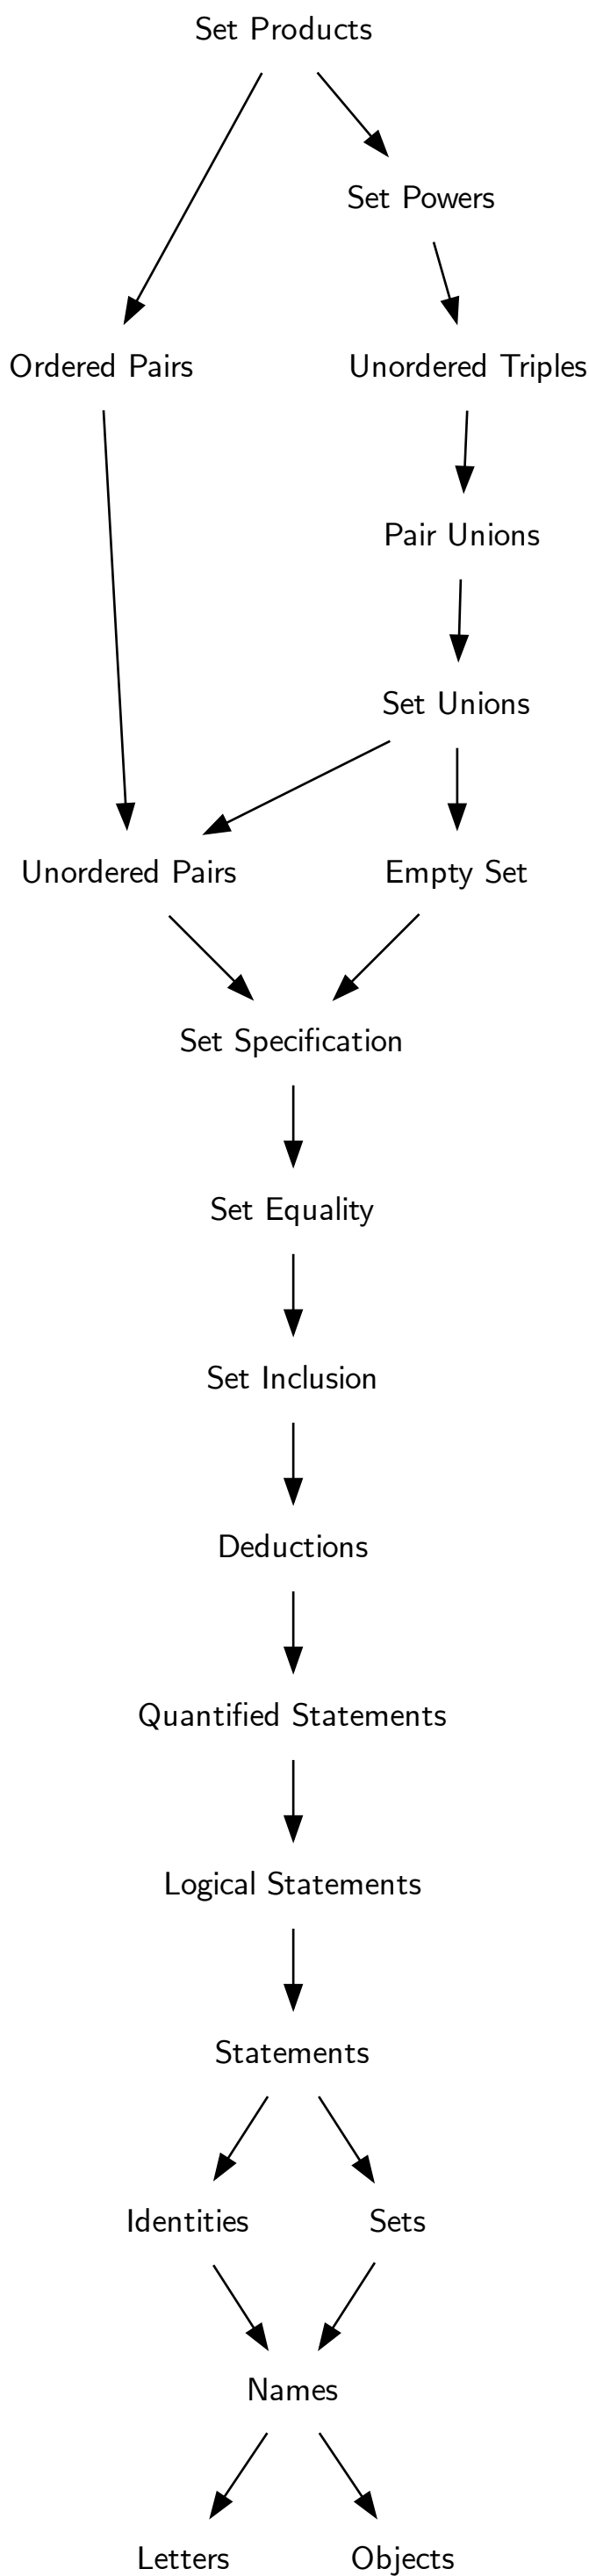 Set Products
Set Powers
Ordered Pairs
Unordered Triples
Pair Unions
Set Unions
Unordered Pairs
Empty Set
Set Specification
Set Equality
Set Inclusion
Deductions
Quantified Statements
Logical Statements
Statements
Identities
Sets
Names
Letters
Objects